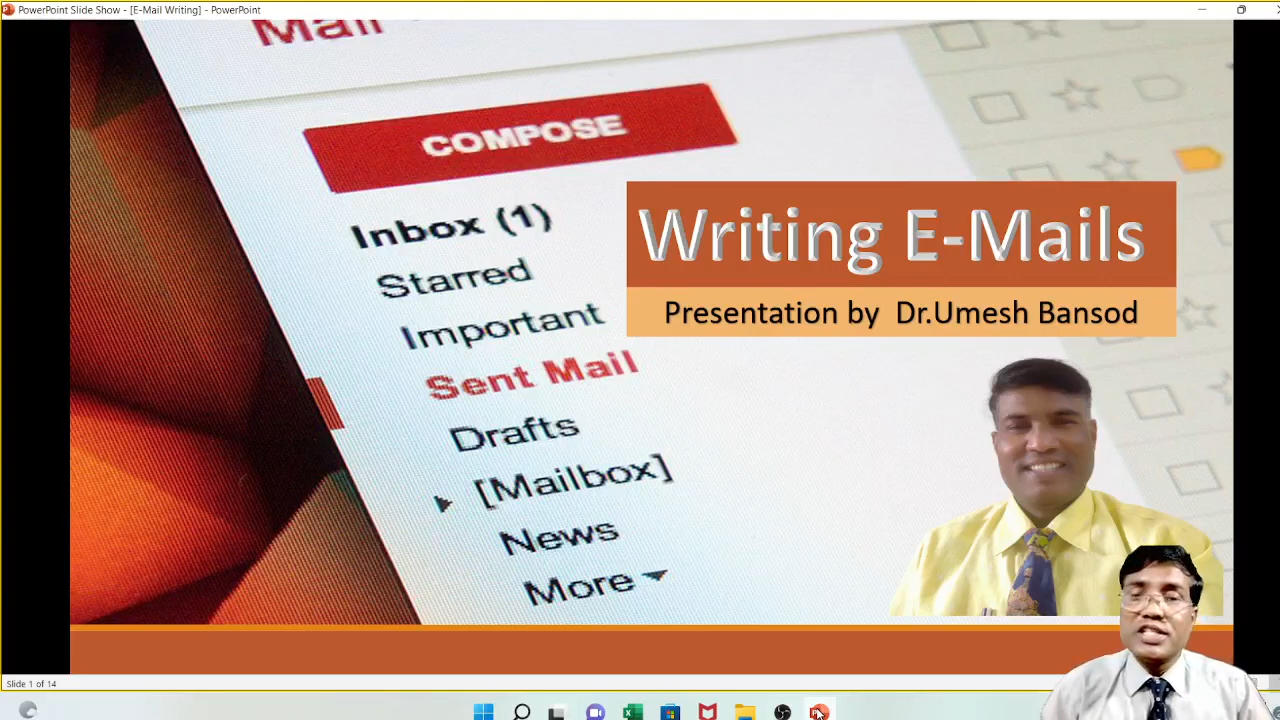 PowerPoint Slide Show - [E-Mail Writing] - PowerPoint
Mail
COMPOSE
Inbox (1)
Starred
Important
Sent Mail
Drafts
[Mailbox]
News
More
Writing E-Mails
Presentation by Dr.Umesh Bansod
Slide 1 of 14